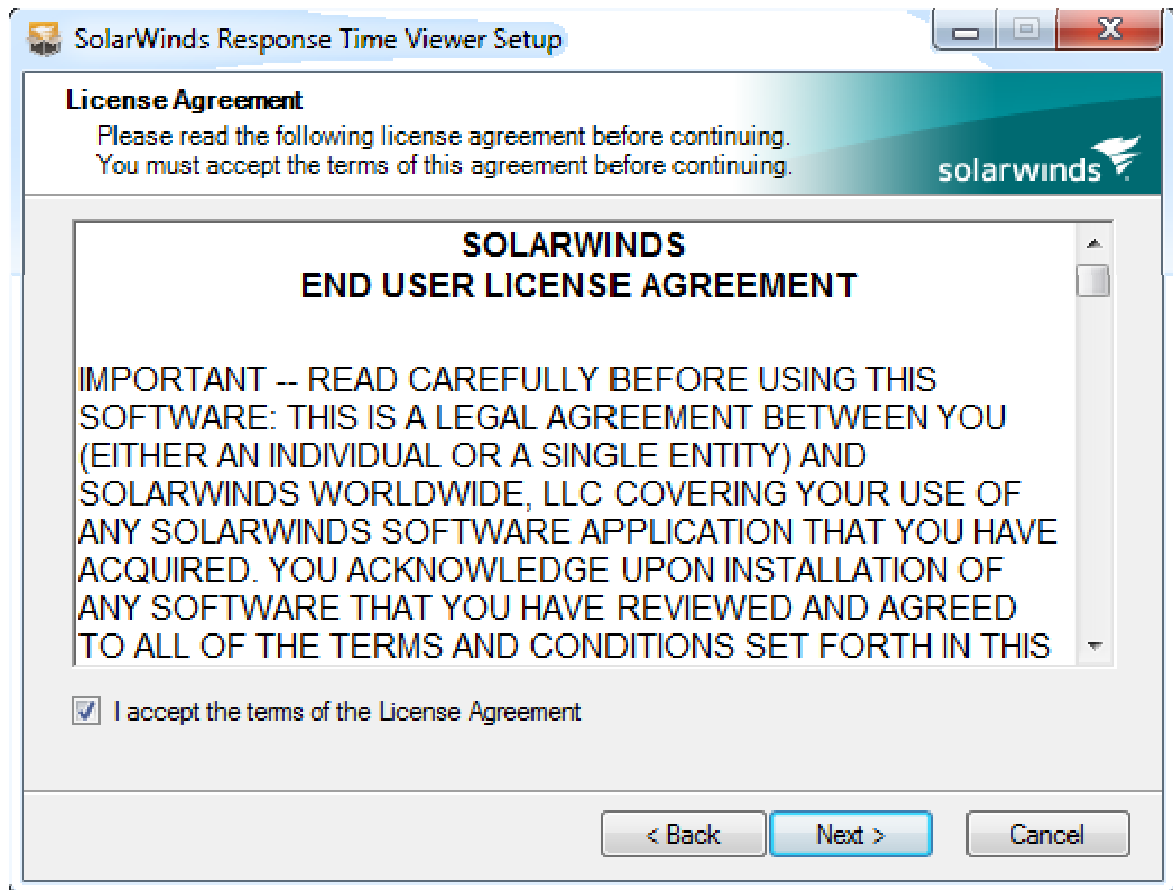 SolarWinds Response Time Viewer Setup
License Agreement
Please read the following license agreement before continuing.
You must accept the terms of this agreement before continuing.
solarwinds
SOLARWINDS
END USER LICENSE AGREEMENT
IMPORTANT -- READ CAREFULLY BEFORE USING THIS
SOFTWARE: THIS IS A LEGAL AGREEMENT BETWEEN YOU
(EITHER AN INDIVIDUAL OR A SINGLE ENTITY) AND
SOLARWINDS WORLDWIDE, LLC COVERING YOUR USE OF
ANY SOLARWINDS SOFTWARE APPLICATION THAT YOU HAVE
ACQUIRED. YOU ACKNOWLEDGE UPON INSTALLATION OF
ANY SOFTWARE THAT YOU HAVE REVIEWED AND AGREED
TO ALL OF THE TERMS AND CONDITIONS SET FORTH IN THIS
I accept the terms of the License Agreement
< Back Next > Cancel